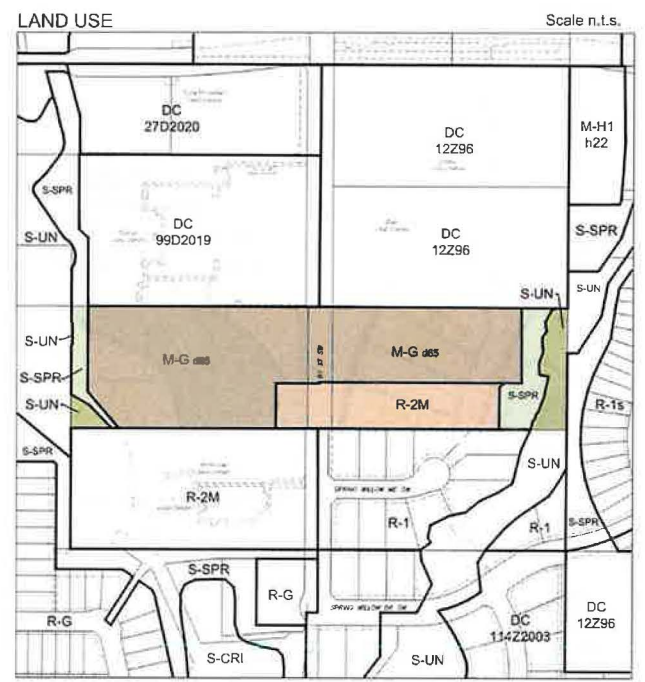 LAND USE
Scale n.t.s.
DC
27D2020
DC
12Z96
M-H1
h22
S-SPR
S-UN
DC
99D2019
DC
12Z96
S-SPR
S-UN
S-UN
S-UN
S-SPR
S-UN
M-G d65
M-G d65
R-2M
S-SPR
R-1s
S-SPR
S-UN
R-2M
R-1
R-1
S-SPR
S-SPR
R-G
R-G
S-CRI
S-UN
DC
114Z2003
DC
12Z96